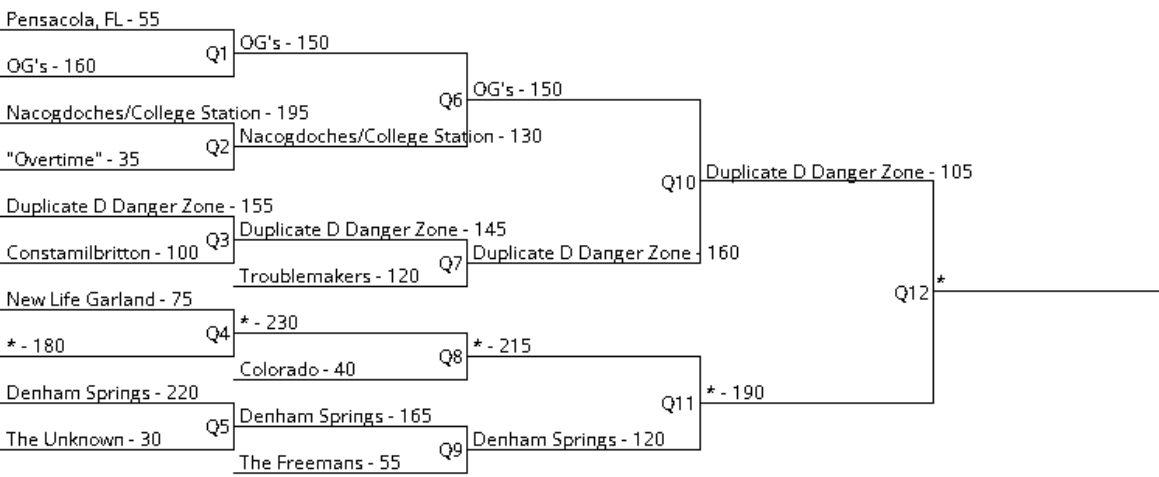 Pensacola, FL - 55
OG's - 160
Q1
OG's - 150
Nacogdoches/College Station - 195
"Overtime" - 35
Q2
Nacogdoches/College Station - 130
Q6
OG's - 150
Duplicate D Danger Zone - 155
Constamilbritton - 100
Q3
Duplicate D Danger Zone - 145
Troublemakers - 120
Q7
Duplicate D Danger Zone - 160
Q10
Duplicate D Danger Zone - 105
New Life Garland - 75
* - 180
Q4
* - 230
Colorado - 40
Q8
* - 215
Denham Springs - 220
The Unknown - 30
Q5
Denham Springs - 165
The Freemans - 55
Q9
Denham Springs - 120
Q11
* - 190
Q12
*